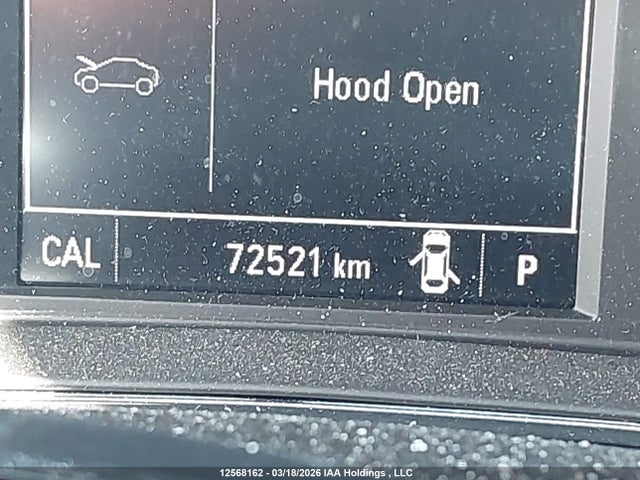 Hood Open
CAL 72521 km P
12568162 - 03/18/2026 IAA Holdings , LLC